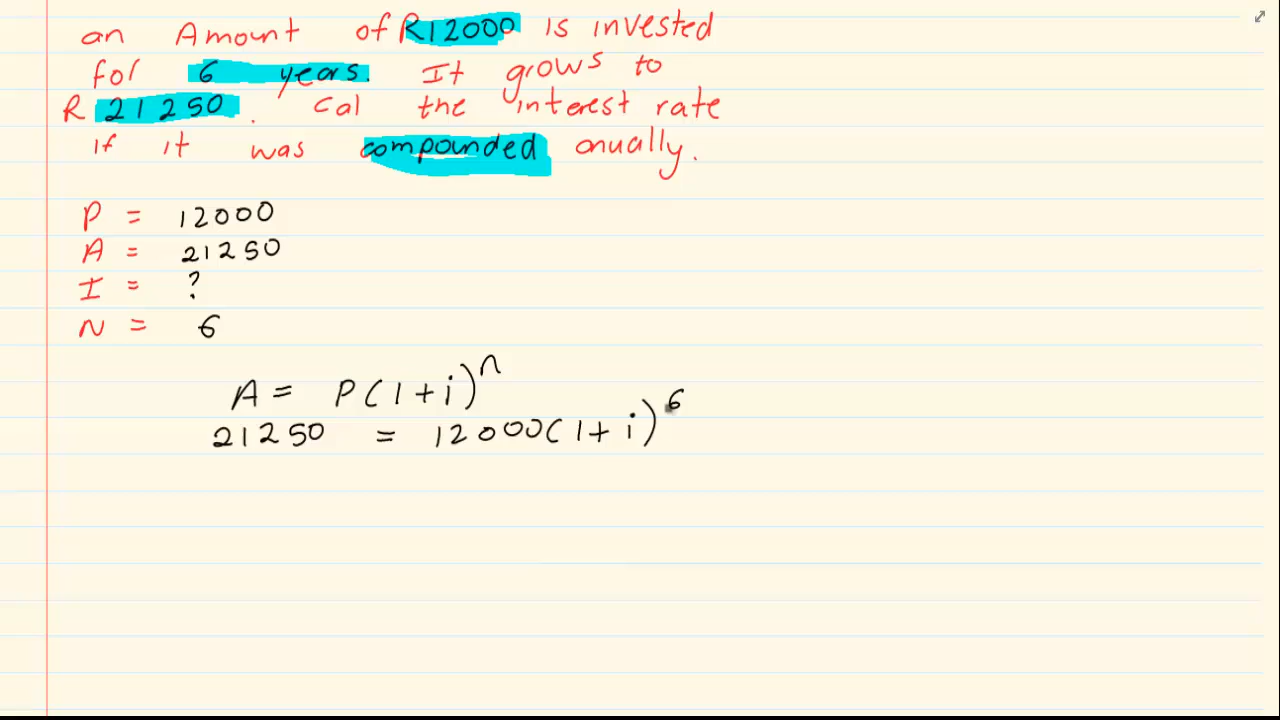 an Amount of R12000 is invested
for 6 years. It grows to
R 21250. Cal the interest rate
if it was compounded anually.
P = 12000
A = 21250
I = ?
N = 6
A = P(1+i)^n
21250 = 12000(1+i)^6